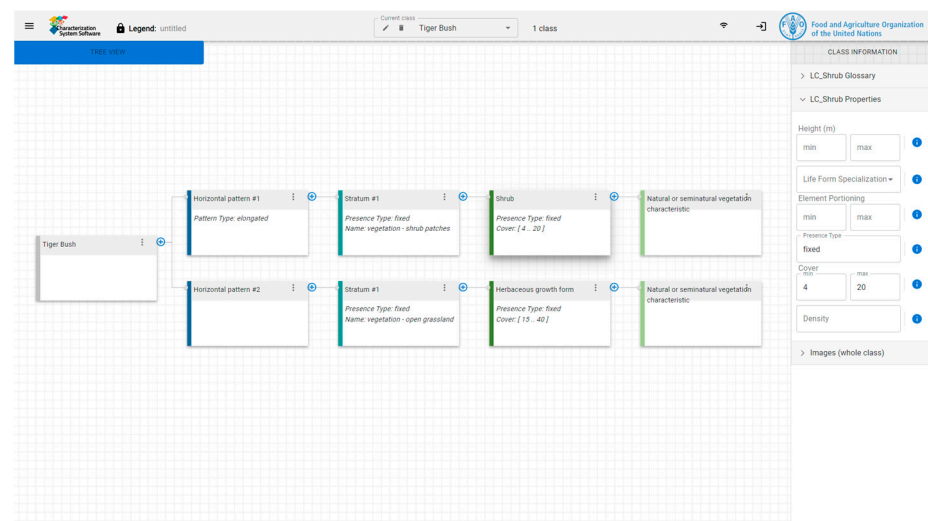 Characterization
System Software
Legend: untitled
Current class
Tiger Bush
1 class
Food and Agriculture Organization
of the United Nations
TREE VIEW
CLASS INFORMATION
LC_Shrub Glossary
LC_Shrub Properties
Height (m)
min max
Life Form Specialization
Element Portioning
min max
Presence Type
fixed
Cover
min max
4 20
Density
Images (whole class)
Tiger Bush
Horizontal pattern #1
Pattern Type: elongated
Stratum #1
Presence Type: fixed
Name: vegetation - shrub patches
Shrub
Presence Type: fixed
Cover: [ 4 .. 20 ]
Natural or seminatural vegetation
characteristic
Horizontal pattern #2
Stratum #1
Presence Type: fixed
Name: vegetation - open grassland
Herbaceous growth form
Presence Type: fixed
Cover: [ 15 .. 40 ]
Natural or seminatural vegetation
characteristic